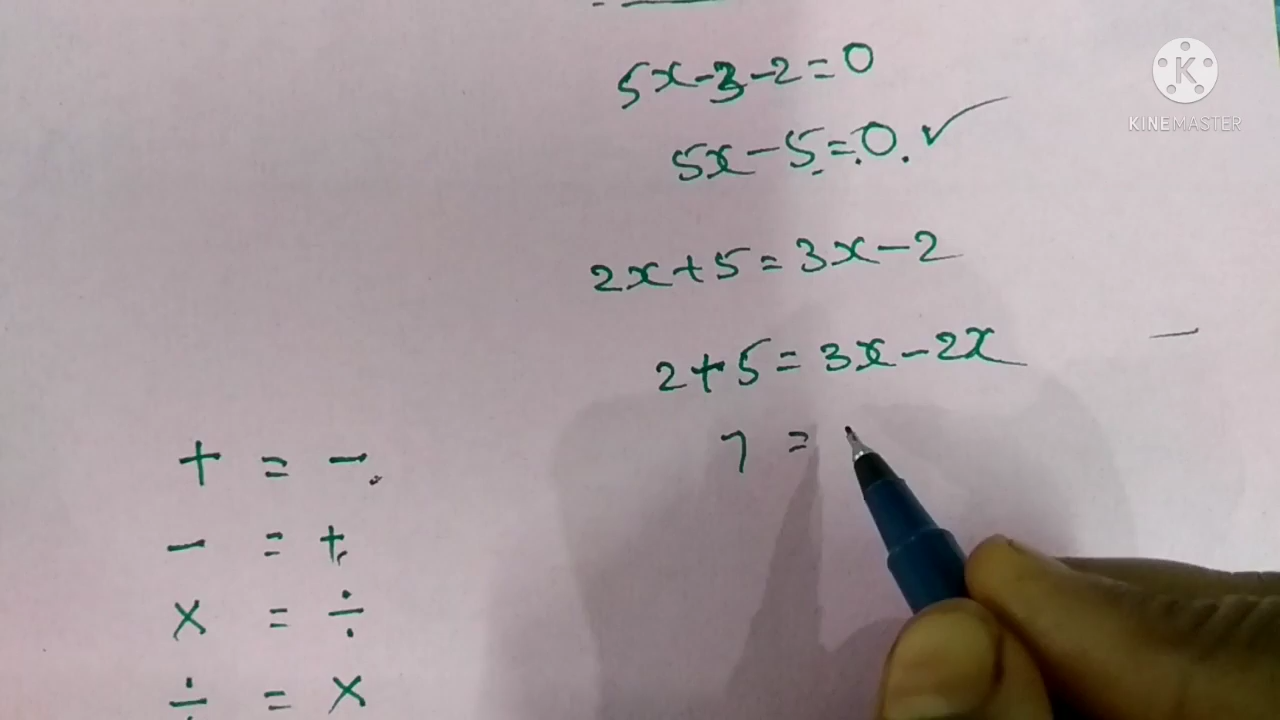 5x-3-2=0
5x-5=0.✓
2x+5=3x-2
2+5=3x-2x
7=
+ = -
- = +
× = ÷
÷ = ×
K
KINEMASTER